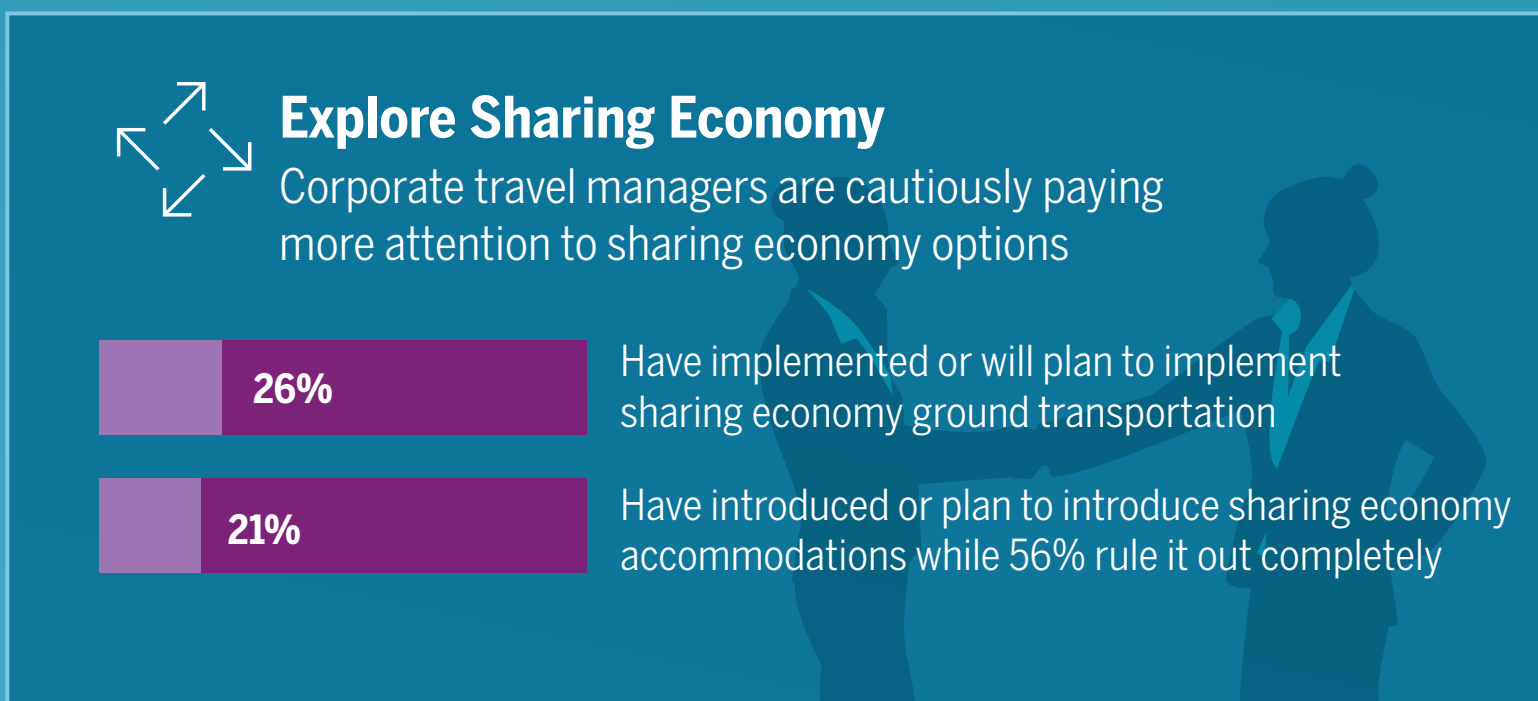 Explore Sharing Economy
Corporate travel managers are cautiously paying
more attention to sharing economy options
26%
Have implemented or will plan to implement
sharing economy ground transportation
21%
Have introduced or plan to introduce sharing economy
accommodations while 56% rule it out completely